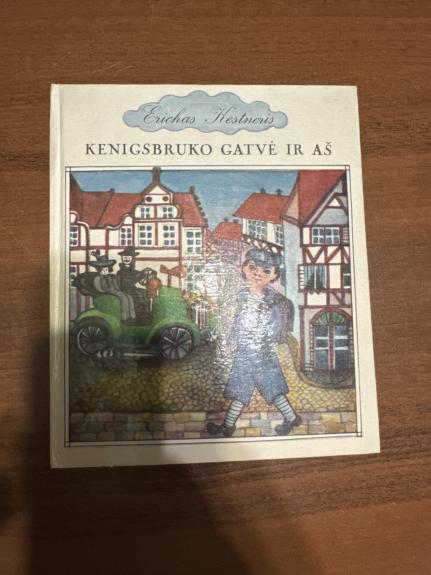 Erichas Kestneris
KENIGSBRUKO GATVĖ IR AŠ